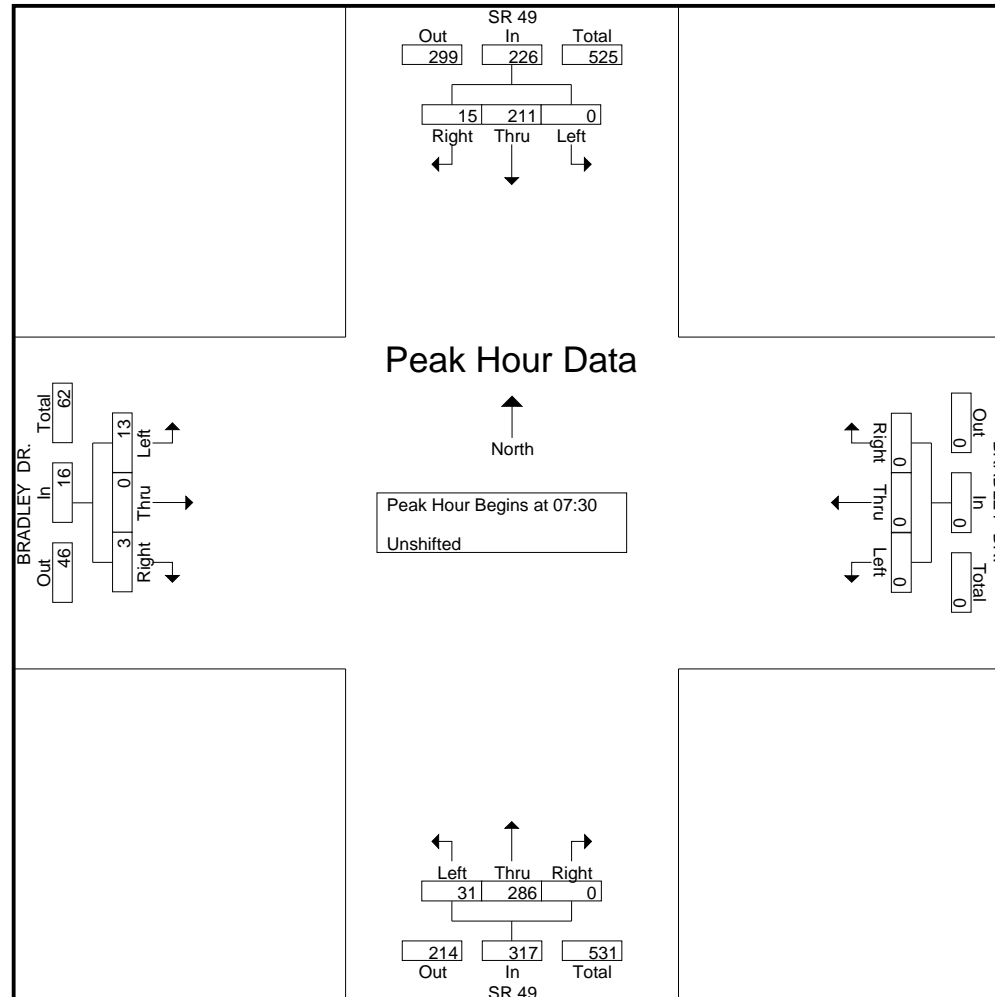 SR 49
Out In Total
299 226 525
15 211 0
Right Thru Left
Peak Hour Data
North
Peak Hour Begins at 07:30
Unshifted
BRADLEY DR.
Total In Out
62 16 46
13 0 3
Left Thru Right
Out In Total
0 0 0
Right Thru Left
0 0 0
Left Thru Right
31 286 0
214 317 531
Out In Total
SR 49